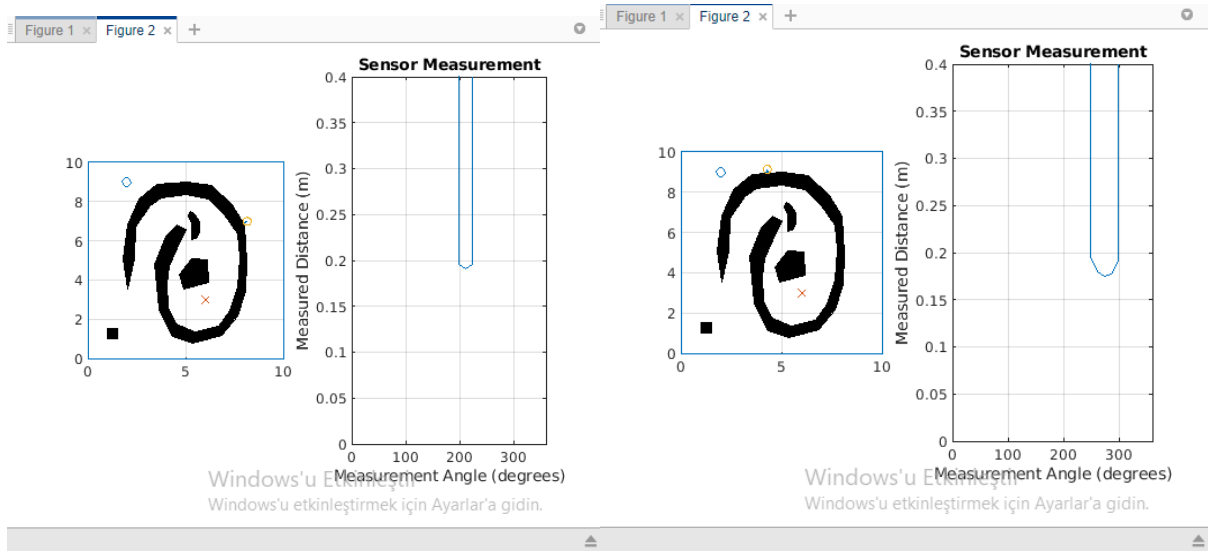 Figure 1 × Figure 2 × +
Sensor Measurement
0.4
0.35
0.3
0.25
0.2
0.15
0.1
0.05
0
0 100 200 300
Measured Distance (m)
Measurement Angle (degrees)
10
8
6
4
2
0
0 5 10
Windows'u Etkinleştir
Windows'u etkinleştirmek için Ayarlar'a gidin.
Figure 1 × Figure 2 × +
Sensor Measurement
0.4
0.35
0.3
0.25
0.2
0.15
0.1
0.05
0
0 100 200 300
Measured Distance (m)
Measurement Angle (degrees)
10
8
6
4
2
0
0 5 10
Windows'u Etkinleştir
Windows'u etkinleştirmek için Ayarlar'a gidin.